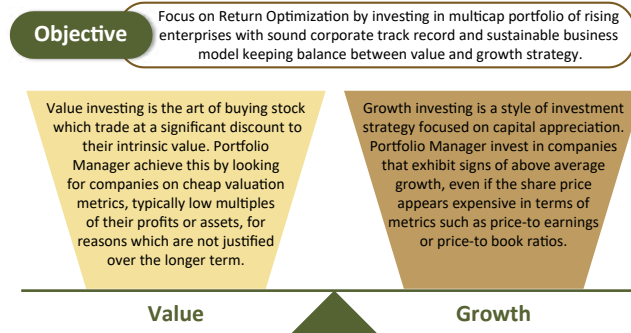 Objective
Focus on Return Optimization by investing in multicap portfolio of rising
enterprises with sound corporate track record and sustainable business
model keeping balance between value and growth strategy.
Value investing is the art of buying stock
which trade at a significant discount to
their intrinsic value. Portfolio
Manager achieve this by looking
for companies on cheap valuation
metrics, typically low multiples
of their profits or assets, for
reasons which are not justified
over the longer term.
Growth investing is a style of investment
strategy focused on capital appreciation.
Portfolio Manager invest in companies
that exhibit signs of above average
growth, even if the share price
appears expensive in terms of
metrics such as price-to earnings
or price-to book ratios.
Value
Growth